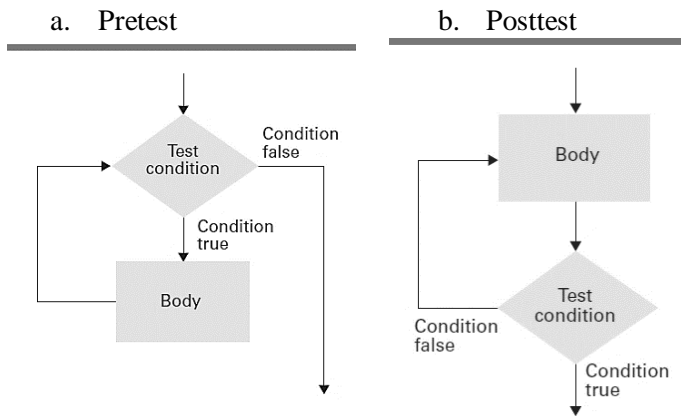 a. Pretest
Test
condition
Condition
false
Condition
true
Body
b. Posttest
Body
Test
condition
Condition
false
Condition
true